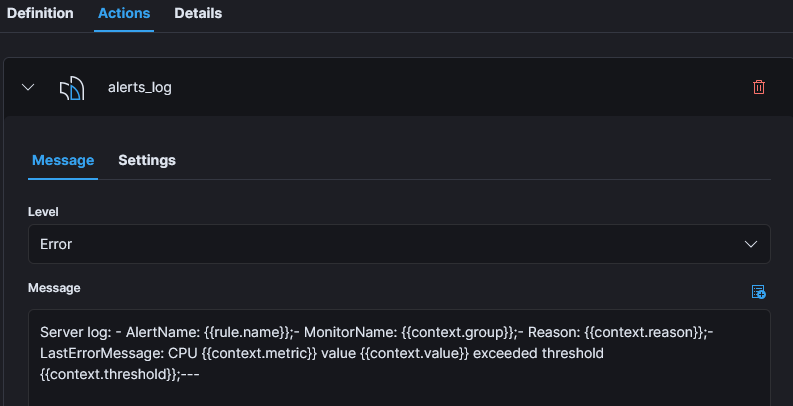 Definition Actions Details
alerts_log
Message Settings
Level
Error
Message
Server log: - AlertName: {{rule.name}};- MonitorName: {{context.group}};- Reason: {{context.reason}};-
LastErrorMessage: CPU {{context.metric}} value {{context.value}} exceeded threshold
{{context.threshold}};---